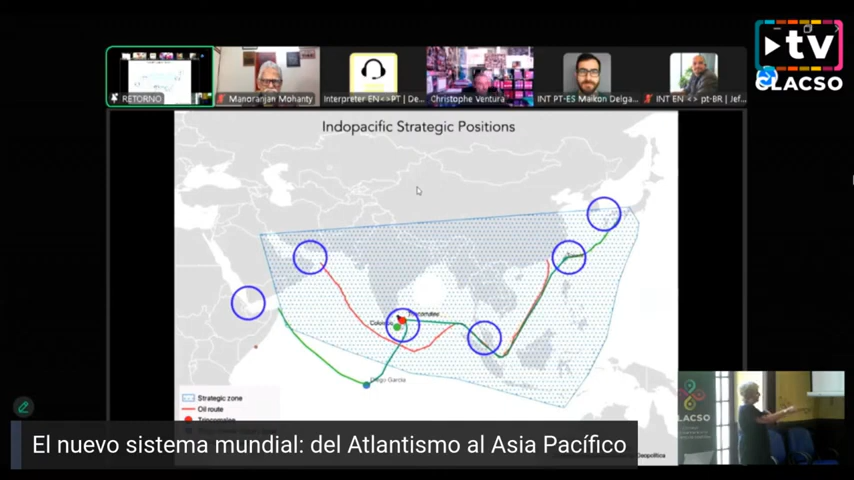 tv
CLACSO
RETORNO
Manoranjan Mohanty
Interpreter EN<>PT | De...
Christophe Ventura
INT PT-ES Maikon Delga...
INT EN <> pt-BR | Jef...
Indopacific Strategic Positions
Trincomalee
Colombo
Diego Garcia
Strategic zone
Oil route
Trincomalee
LACSO
El nuevo sistema mundial: del Atlantismo al Asia Pacífico